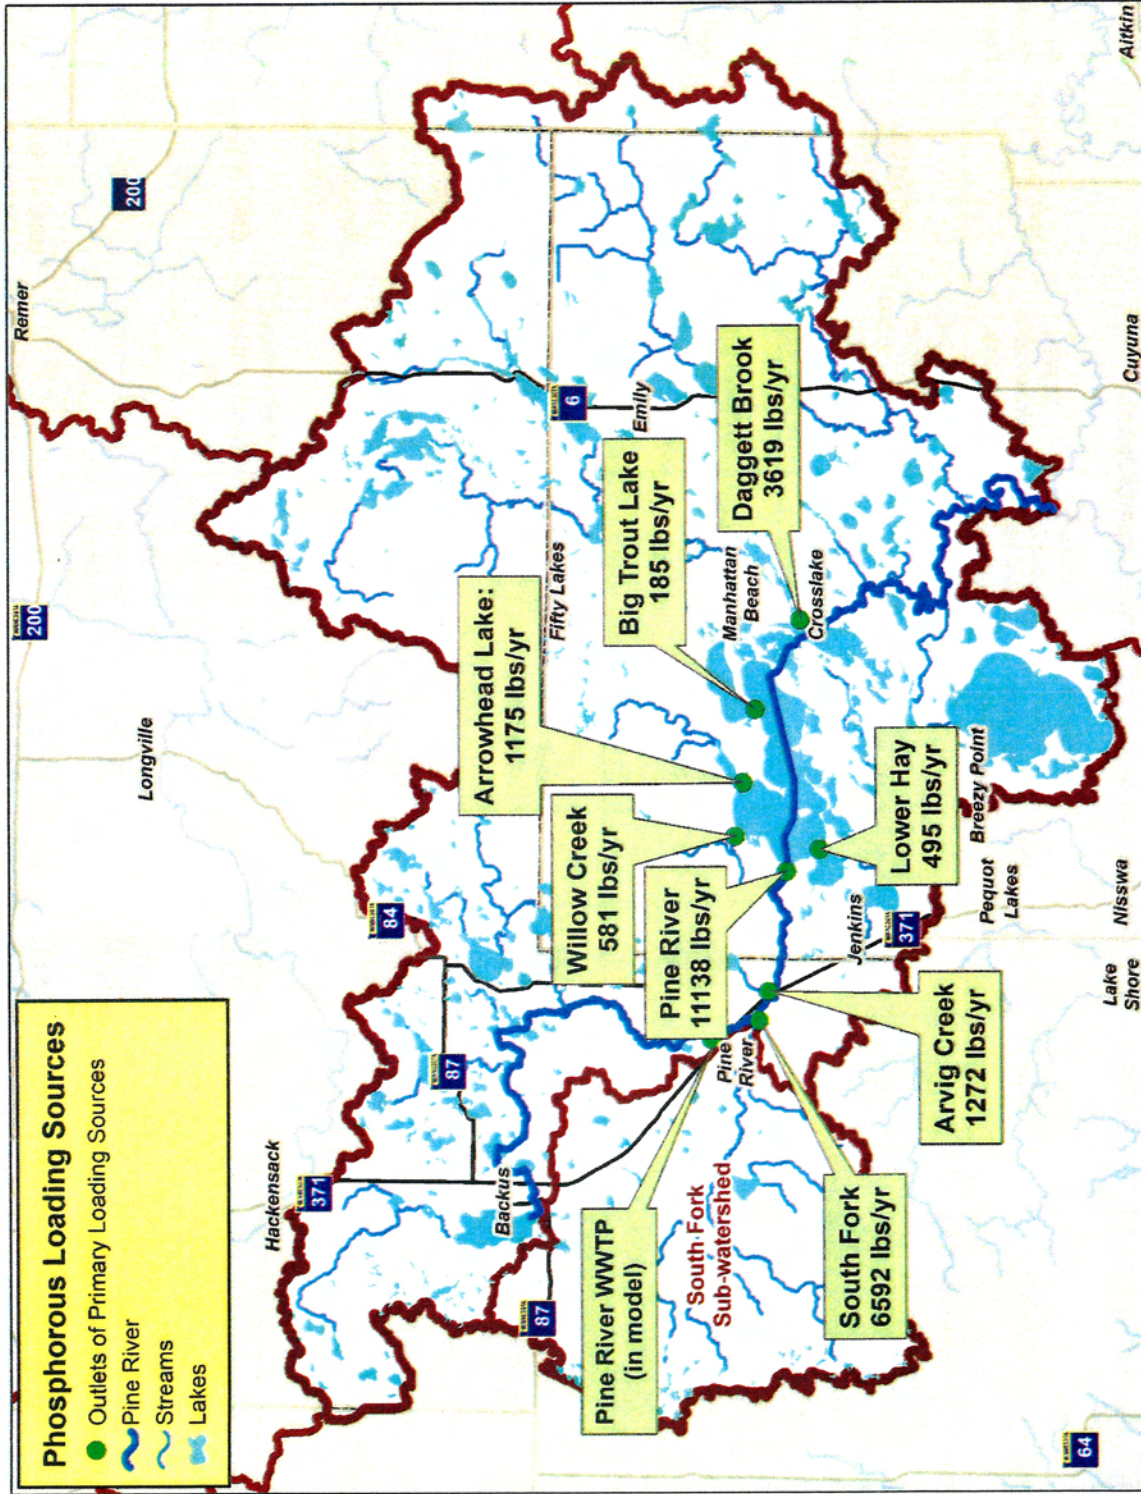 Phosphorous Loading Sources
Outlets of Primary Loading Sources
Pine River
Streams
Lakes
Remer
200
200
Longville
Hackensack
371
84
87
Backus
87
6
Emily
Fifty Lakes
Arrowhead Lake:
1175 lbs/yr
Big Trout Lake
185 lbs/yr
Willow Creek
581 lbs/yr
Manhattan
Beach
Daggett Brook
3619 lbs/yr
Crosslake
Pine River
11138 lbs/yr
Pine River WWTP
(in model)
Pine
River
South Fork
Sub-watershed
South Fork
6592 lbs/yr
Arvig Creek
1272 lbs/yr
Jenkins
371
Lower Hay
495 lbs/yr
Breezy Point
Pequot
Lakes
Nisswa
Lake
Shore
64
Cuyuna
Aitkin